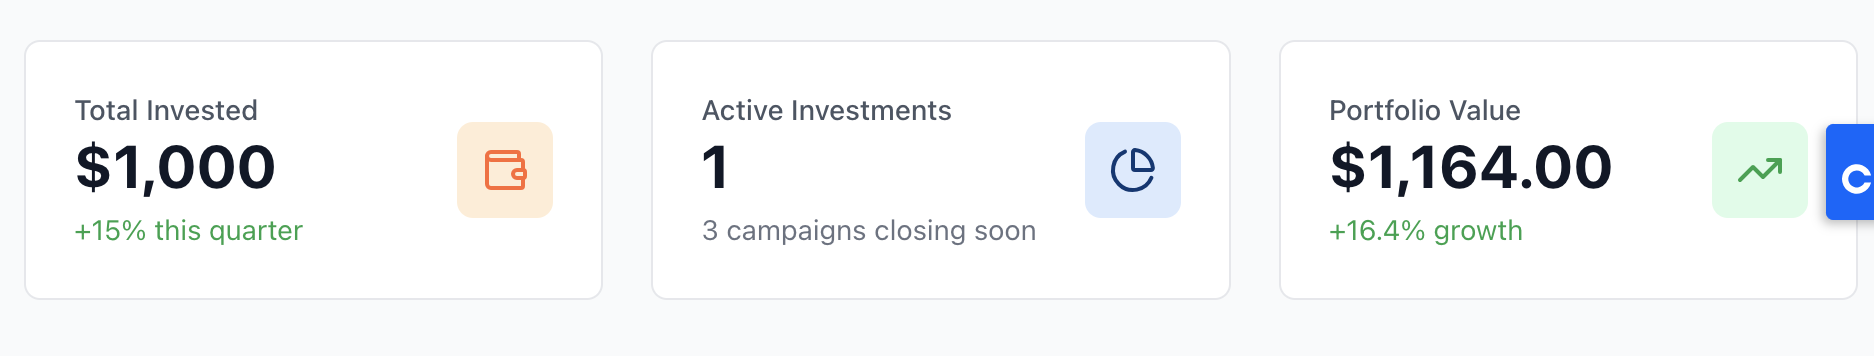 Total Invested
$1,000
+15% this quarter
Active Investments
1
3 campaigns closing soon
Portfolio Value
$1,164.00
+16.4% growth
C